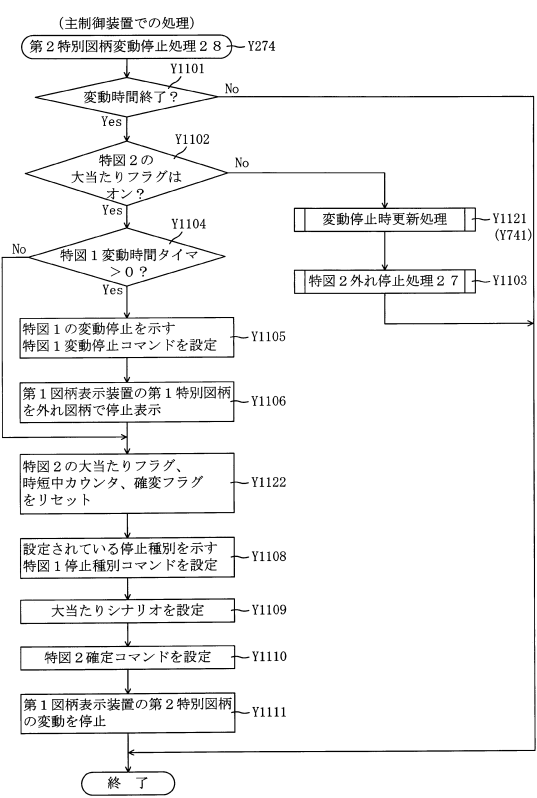 (主制御装置での処理)
第2特別図柄変動停止処理28
Y274
Y1101
変動時間終了?
No
Yes
Y1102
特図2の
大当たりフラグは
オン?
No
Yes
変動停止時更新処理
Y1121
(Y741)
Y1104
特図1変動時間タイマ
>0?
No
Yes
特図2外れ停止処理27
Y1103
特図1の変動停止を示す
特図1変動停止コマンドを設定
Y1105
第1図柄表示装置の第1特別図柄
を外れ図柄で停止表示
Y1106
特図2の大当たりフラグ、
時短中カウンタ、確変フラグ
をリセット
Y1122
設定されている停止種別を示す
特図1停止種別コマンドを設定
Y1108
大当たりシナリオを設定
Y1109
特図2確定コマンドを設定
Y1110
第1図柄表示装置の第2特別図柄
の変動を停止
Y1111
終 了